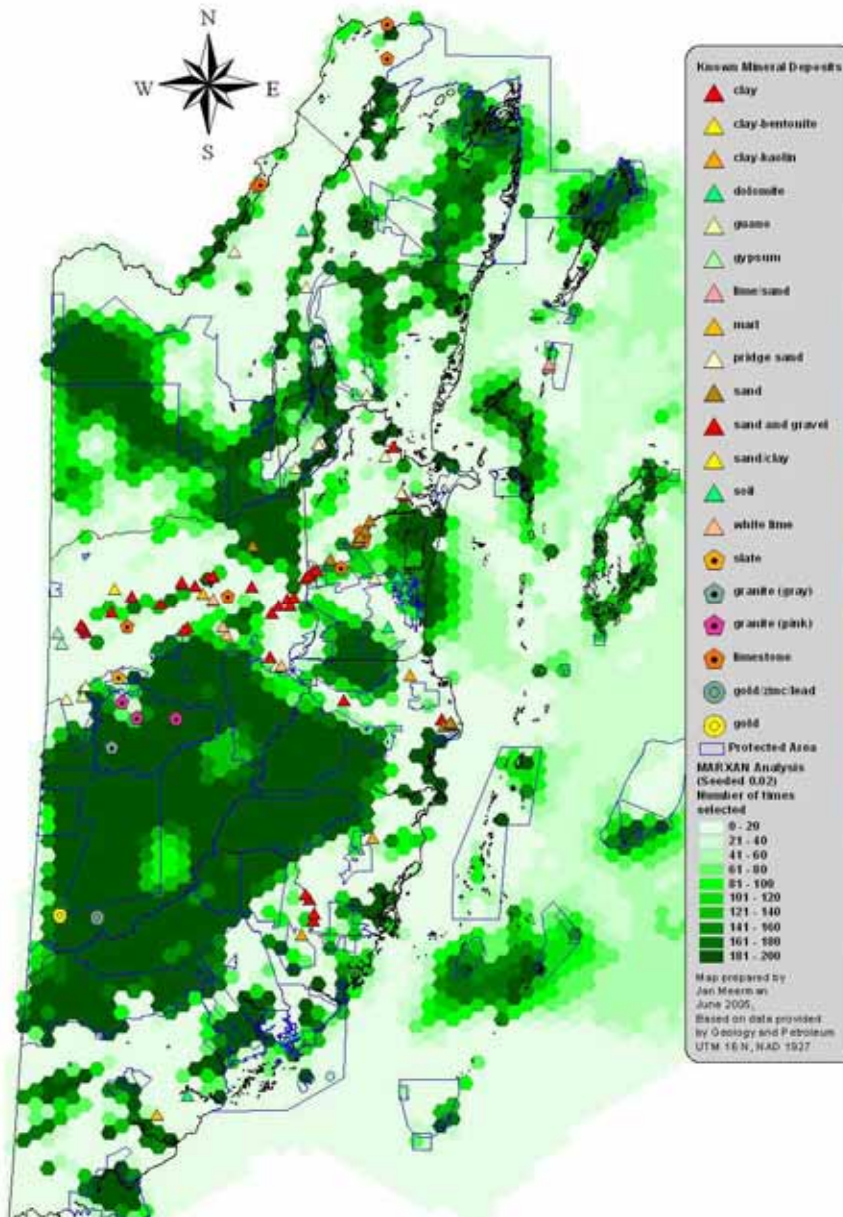 N
W E
S
Known Mineral Deposits
clay
clay-bentonite
clay-kaolin
dolomite
guano
gypsum
lime/sand
marl
pridge sand
sand
sand and gravel
sand/clay
soil
white lime
slate
granite (gray)
granite (pink)
limestone
gold/zinc/lead
gold
Protected Area
MARXAN Analysis
(Seeded 0.02)
Number of times
selected
0 - 20
21 - 40
41 - 60
61 - 80
81 - 100
101 - 120
121 - 140
141 - 160
161 - 180
181 - 200
Map prepared by
Jan Meerman
June 2005,
Based on data provided
by Geology and Petroleum
UTM 16 N, NAD 1927